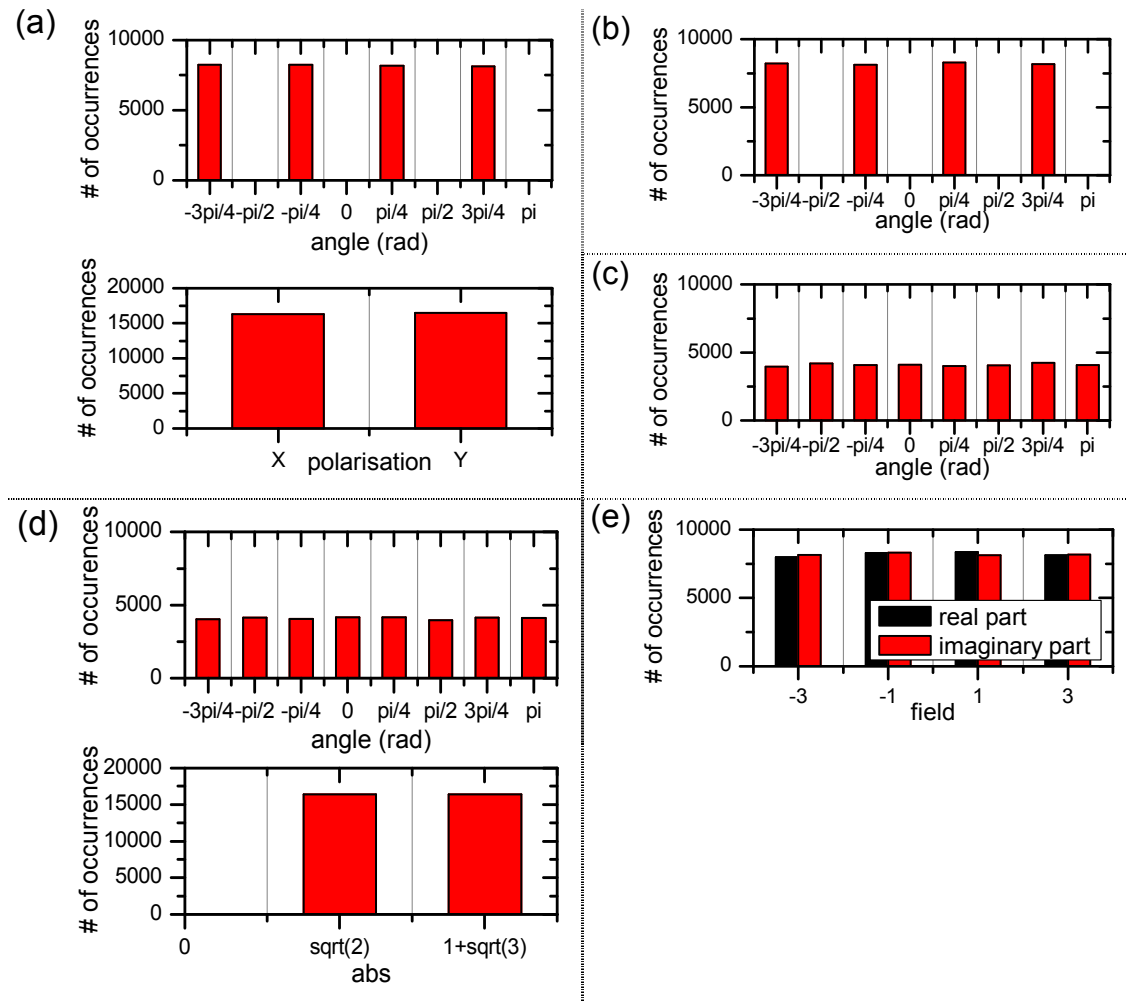 (a)
# of occurrences
10000
5000
0
-3pi/4 -pi/2 -pi/4 0 pi/4 pi/2 3pi/4 pi
angle (rad)
# of occurrences
20000
15000
10000
5000
0
X polarisation Y
(b)
# of occurrences
10000
5000
0
-3pi/4 -pi/2 -pi/4 0 pi/4 pi/2 3pi/4 pi
angle (rad)
(c)
# of occurrences
10000
5000
0
-3pi/4 -pi/2 -pi/4 0 pi/4 pi/2 3pi/4 pi
angle (rad)
(d)
# of occurences
10000
5000
0
-3pi/4 -pi/2 -pi/4 0 pi/4 pi/2 3pi/4 pi
angle (rad)
# of occurrences
20000
15000
10000
5000
0
0 sqrt(2) 1+sqrt(3)
abs
(e)
# of occurrences
10000
5000
0
real part
imaginary part
-3 -1 1 3
field